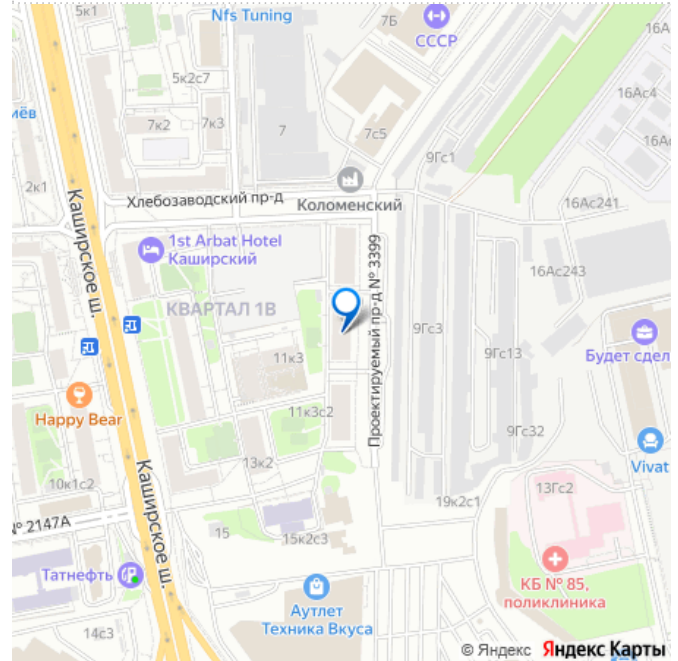 Nfs Tuning
7Б
СССР
16А
5к2с7
16Ас4
иёв
7к2
7к3
7
7с5
9Гс1
16Ас
2к1
Хлебозаводский пр-д
Коломенский
16Ас241
Каширское ш.
1st Arbat Hotel
Каширский
Проектируемый пр-д № 3399
16Ас243
КВАРТАЛ 1В
9Гс3
9Гс13
Будет сдел
11к3
Happy Bear
11к3с2
9Гс32
Vivat
Каширское ш.
13к2
10к1с2
13Гс2
19к2с1
№ 2147А
15
15к2с3
Татнефть
КБ № 85,
поликлиника
Аутлет
Техника Вкуса
14с3
© Яндекс Яндекс Карты